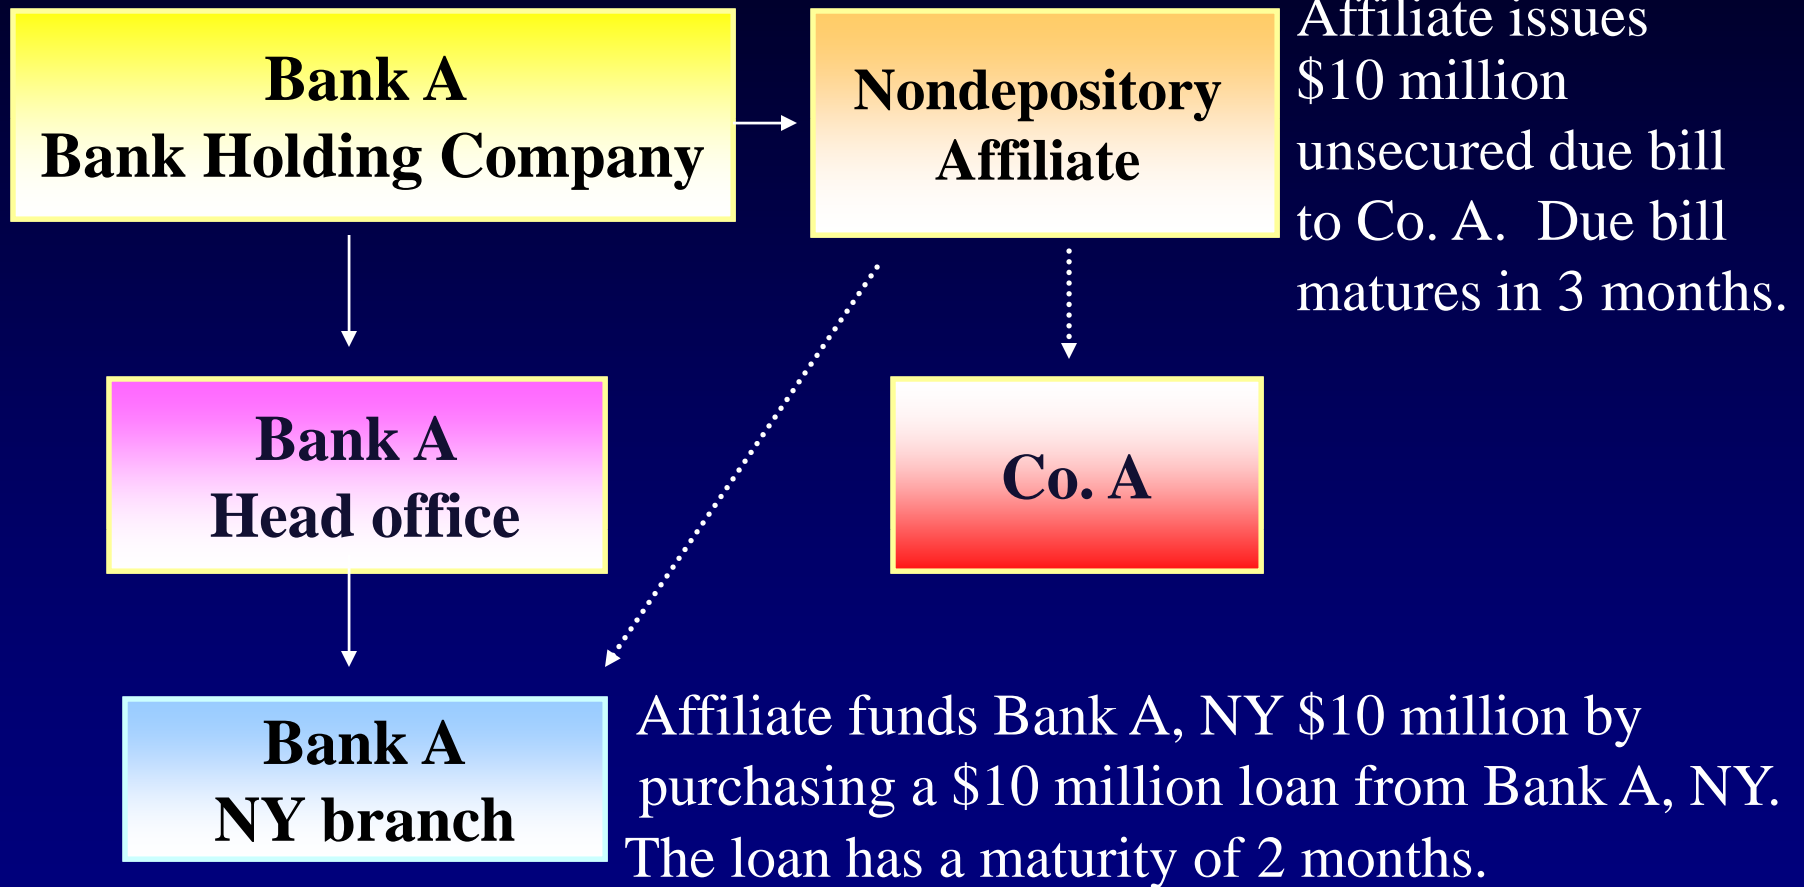 Bank A
Bank Holding Company
Nondepository
Affiliate
Affiliate issues
$10 million
unsecured due bill
to Co. A.  Due bill
matures in 3 months.
Bank A
Head office
Co. A
Bank A
NY branch
Affiliate funds Bank A, NY $10 million by
purchasing a $10 million loan from Bank A, NY.
The loan has a maturity of 2 months.